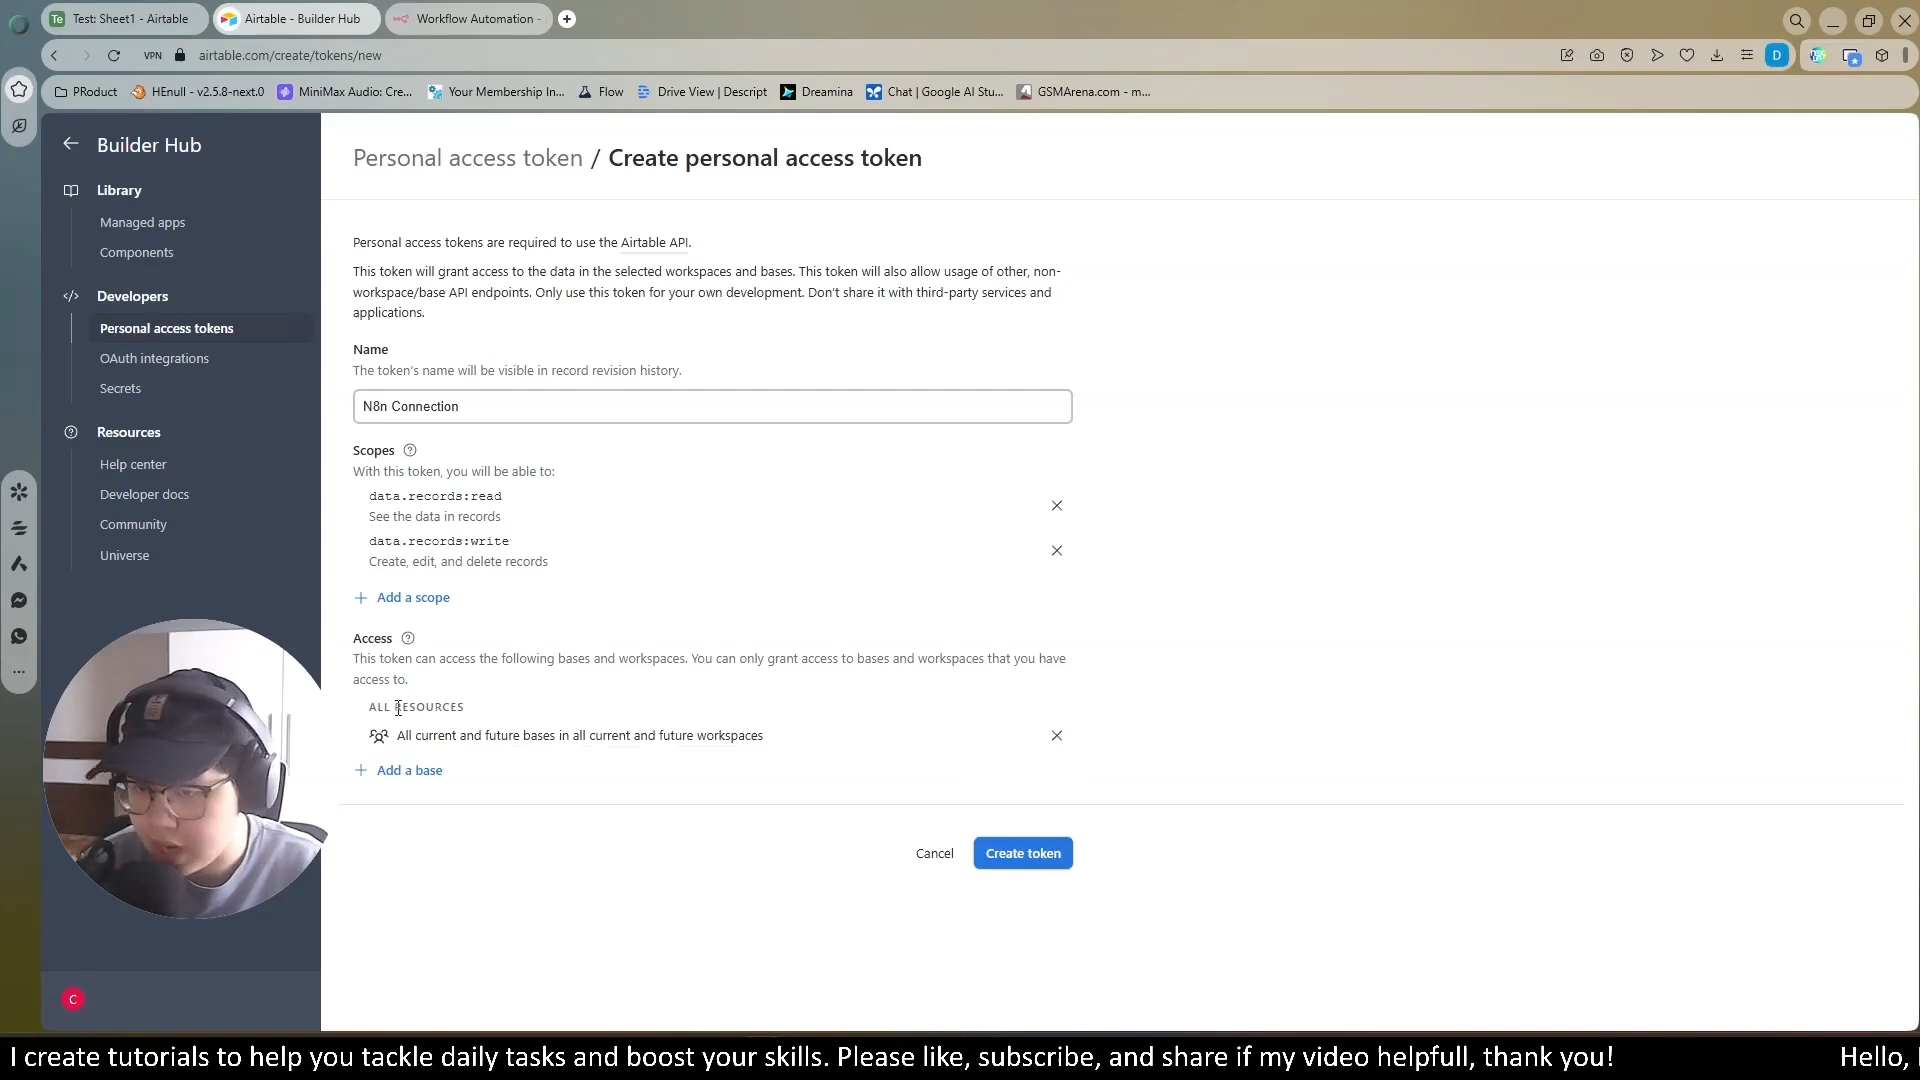 Test: Sheet1 - Airtable
Airtable - Builder Hub
Workflow Automation -
VPN
airtable.com/create/tokens/new
D
PRoduct
HEnull - v2.5.8-next.0
MiniMax Audio: Cre...
Your Membership In...
Flow
Drive View | Descript
Dreamina
Chat | Google AI Stu...
GSMArena.com - m...
Builder Hub
Library
Managed apps
Components
Developers
Personal access tokens
OAuth integrations
Secrets
Resources
Help center
Developer docs
Community
Universe
C
Personal access token / Create personal access token
Personal access tokens are required to use the Airtable API.
This token will grant access to the data in the selected workspaces and bases. This token will also allow usage of other, non-
workspace/base API endpoints. Only use this token for your own development. Don't share it with third-party services and
applications.
Name
The token's name will be visible in record revision history.
N8n Connection
Scopes
With this token, you will be able to:
data.records:read
See the data in records
data.records:write
Create, edit, and delete records
+ Add a scope
Access
This token can access the following bases and workspaces. You can only grant access to bases and workspaces that you have
access to.
ALL RESOURCES
All current and future bases in all current and future workspaces
+ Add a base
Cancel
Create token
I create tutorials to help you tackle daily tasks and boost your skills. Please like, subscribe, and share if my video helpfull, thank you!
Hello,